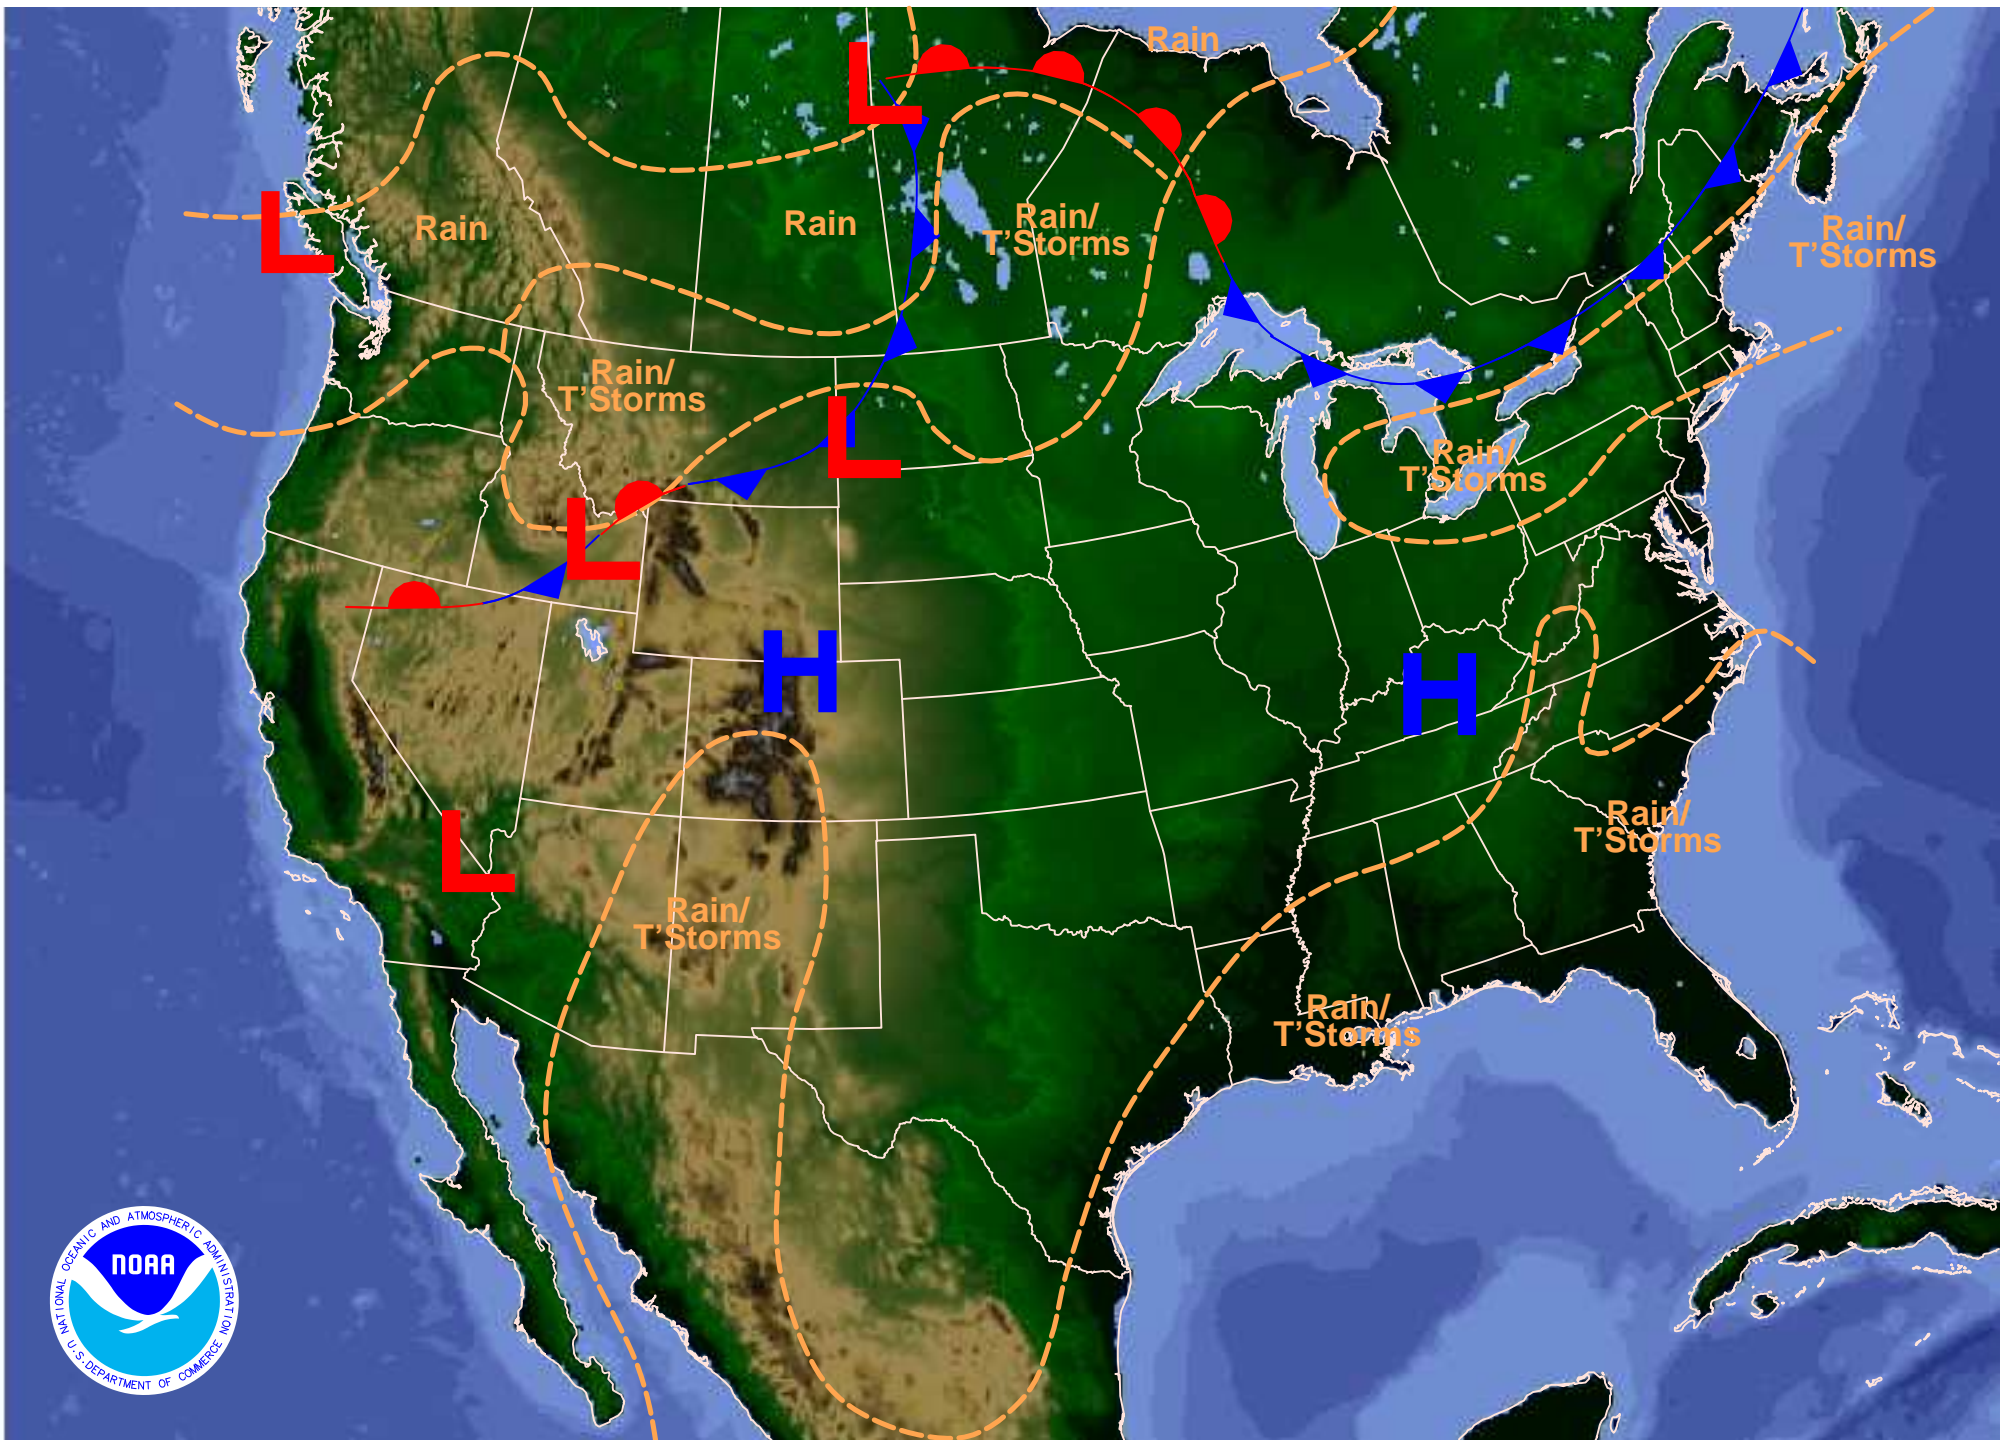 Rain
L
Rain
Rain
Rain/
T'Storms
Rain/
T'Storms
L
Rain/
T'Storms
L
Rain/
T'Storms
L
H
H
L
Rain/
T'Storms
Rain/
T'Storms
Rain/
T'Storms
NATIONAL OCEANIC AND ATMOSPHERIC ADMINISTRATION
NOAA
U.S. DEPARTMENT OF COMMERCE